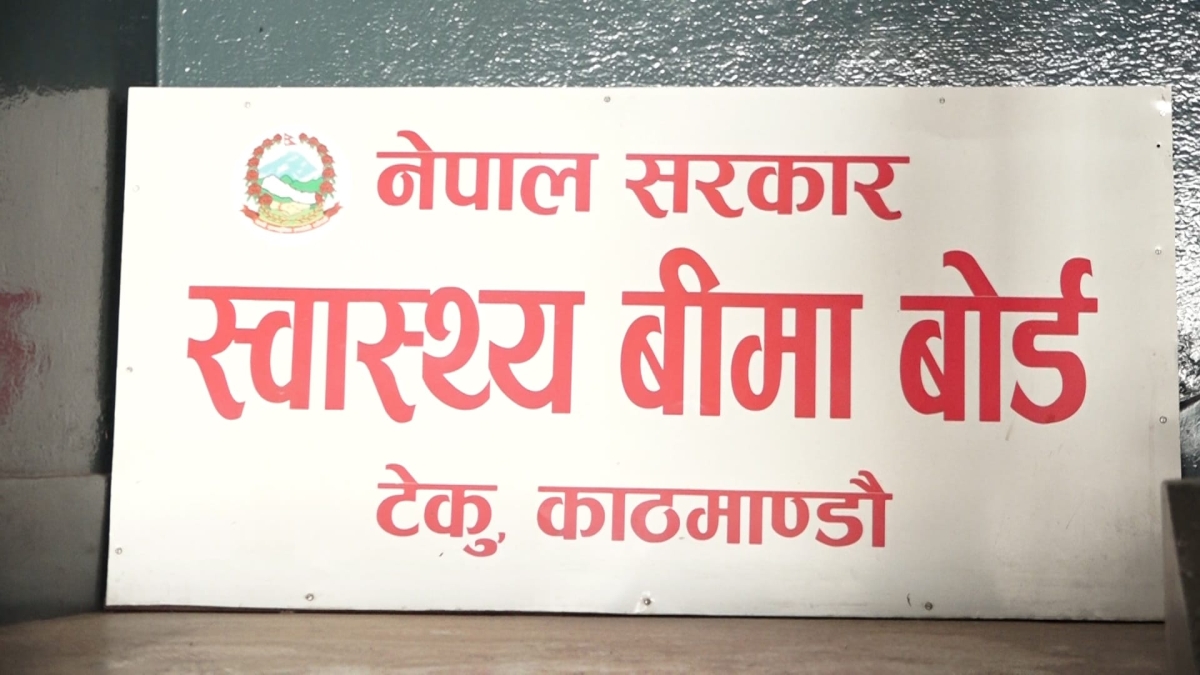 नेपाल सरकार
स्वास्थ्य बीमा बोर्ड
टेकु, काठमाण्डौ